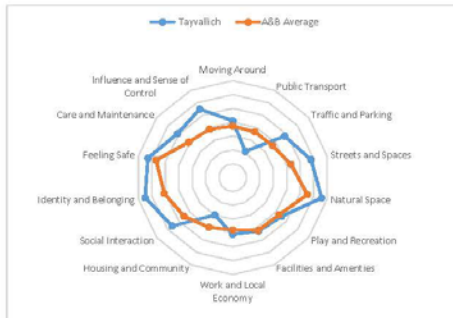 Tayvallich
A&B Average
Moving Around
Public Transport
Traffic and Parking
Streets and Spaces
Natural Space
Play and Recreation
Facilities and Amenties
Work and Local
Economy
Housing and Community
Social Interaction
Identity and Belonging
Feeling Safe
Care and Maintenance
Influence and Sense of
Control